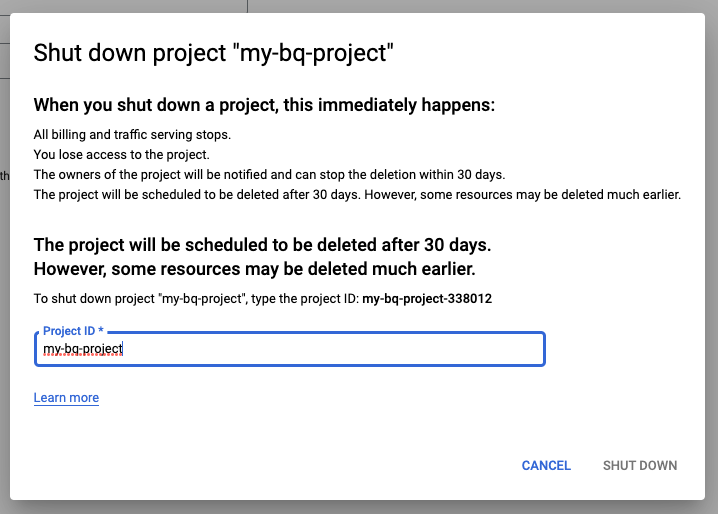 Shut down project "my-bq-project"
When you shut down a project, this immediately happens:
All billing and traffic serving stops.
You lose access to the project.
The owners of the project will be notified and can stop the deletion within 30 days.
The project will be scheduled to be deleted after 30 days. However, some resources may be deleted much earlier.
The project will be scheduled to be deleted after 30 days.
However, some resources may be deleted much earlier.
To shut down project "my-bq-project", type the project ID: my-bq-project-338012
Project ID *
my-bq-project
Learn more
CANCEL SHUT DOWN